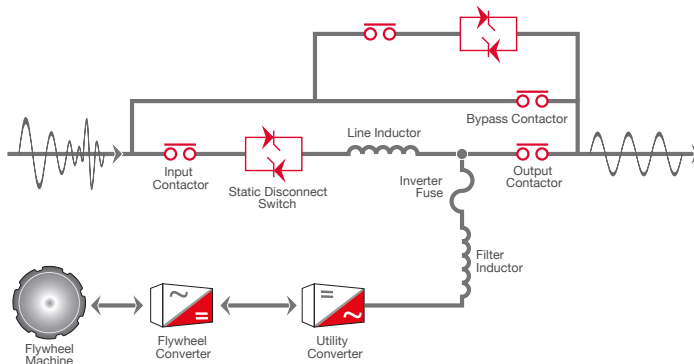 Bypass Contactor
Line Inductor
Input
Contactor
Static Disconnect
Switch
Inverter
Fuse
Output
Contactor
Filter
Inductor
Flywheel
Machine
Flywheel
Converter
Utility
Converter